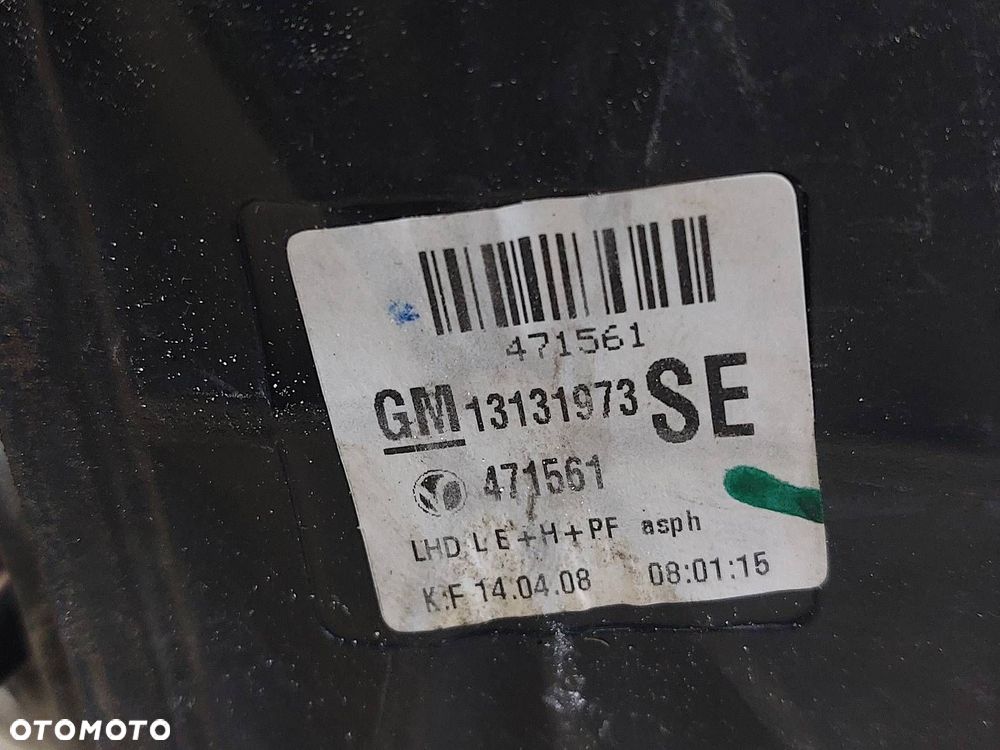 471561
GM 13131973 SE
471561
LHD L E+H+PF asph
K:F 14.04.08 08:01:15
OTOMOTO